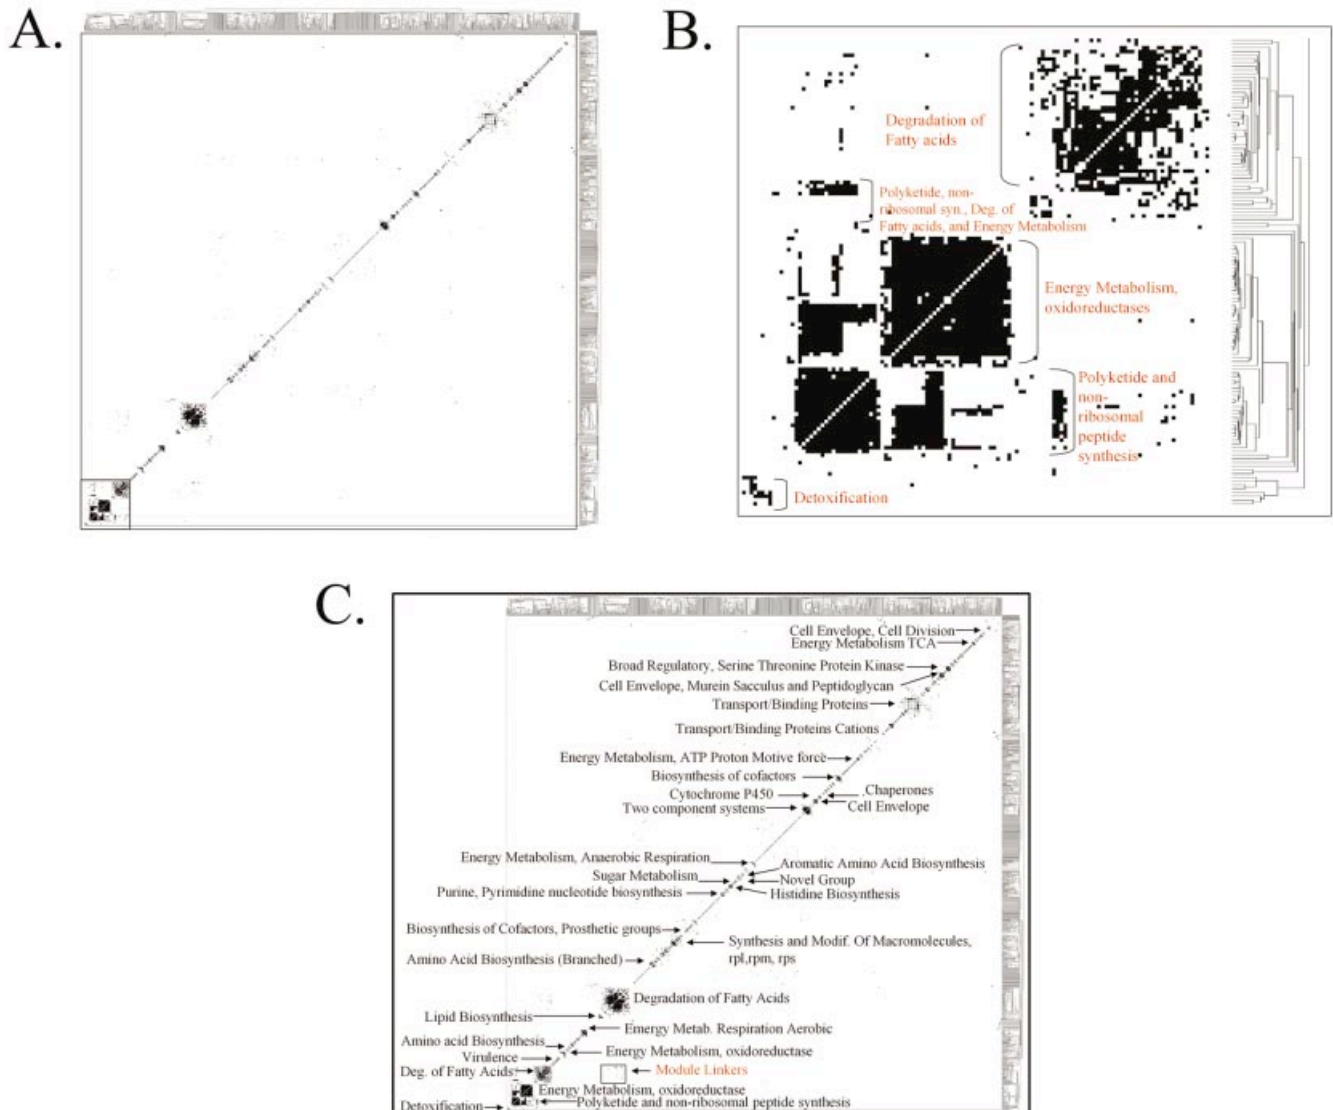 A.
B.
Degradation of
Fatty acids
Polyketide, non-
ribosomal syn., Deg. of
Fatty acids, and Energy Metabolism
Energy Metabolism,
oxidoreductases
Polyketide and
non-
ribosomal
peptide
synthesis
Detoxification
C.
Cell Envelope, Cell Division
Energy Metabolism TCA
Broad Regulatory, Serine Threonine Protein Kinase
Cell Envelope, Murein Sacculus and Peptidoglycan
Transport/Binding Proteins
Transport/Binding Proteins Cations
Energy Metabolism, ATP Proton Motive force
Biosynthesis of cofactors
Cytochrome P450
Chaperones
Two component systems
Cell Envelope
Energy Metabolism, Anaerobic Respiration
Aromatic Amino Acid Biosynthesis
Sugar Metabolism
Novel Group
Purine, Pyrimidine nucleotide biosynthesis
Histidine Biosynthesis
Biosynthesis of Cofactors, Prosthetic groups
Synthesis and Modif. Of Macromolecules,
rpl,rpm, rps
Amino Acid Biosynthesis (Branched)
Degradation of Fatty Acids
Lipid Biosynthesis
Emergy Metab. Respiration Aerobic
Amino acid Biosynthesis
Energy Metabolism, oxidoreductase
Virulence
Deg. of Fatty Acids
Module Linkers
Energy Metabolism, oxidoreductase
Polyketide and non-ribosomal peptide synthesis
Detoxification